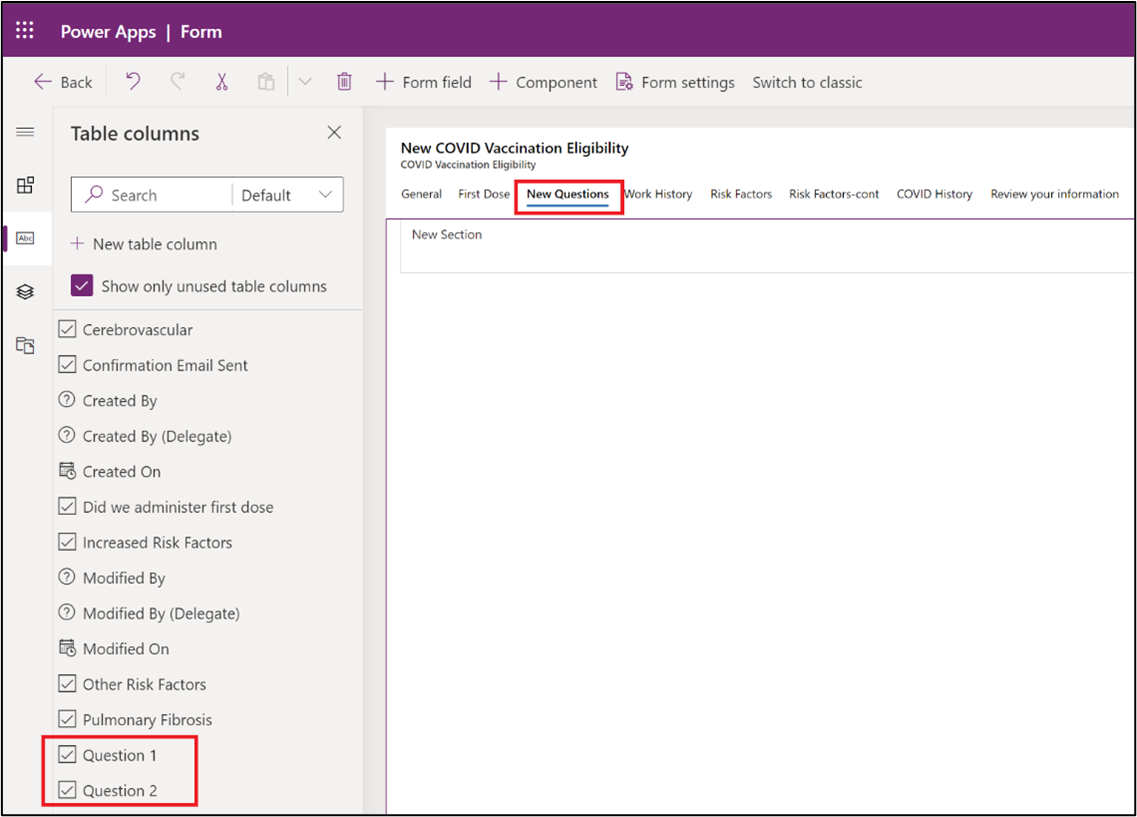 Power Apps | Form
Back
Form field
Component
Form settings
Switch to classic
Table columns
Search
Default
New table column
Show only unused table columns
Abc
Cerebrovascular
Confirmation Email Sent
Created By
Created By (Delegate)
Created On
Did we administer first dose
Increased Risk Factors
Modified By
Modified By (Delegate)
Modified On
Other Risk Factors
Pulmonary Fibrosis
Question 1
Question 2
New COVID Vaccination Eligibility
COVID Vaccination Eligibility
General First Dose New Questions Work History Risk Factors Risk Factors-cont COVID History Review your information
New Section